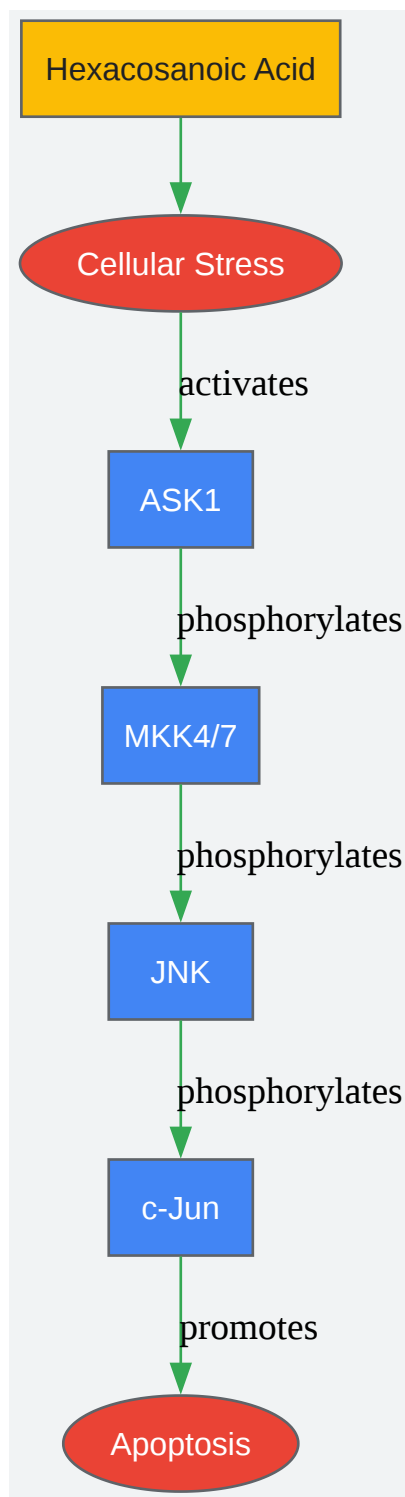 Hexacosanoic Acid
Cellular Stress
activates
ASK1
phosphorylates
MKK4/7
phosphorylates
JNK
phosphorylates
c-Jun
promotes
Apoptosis